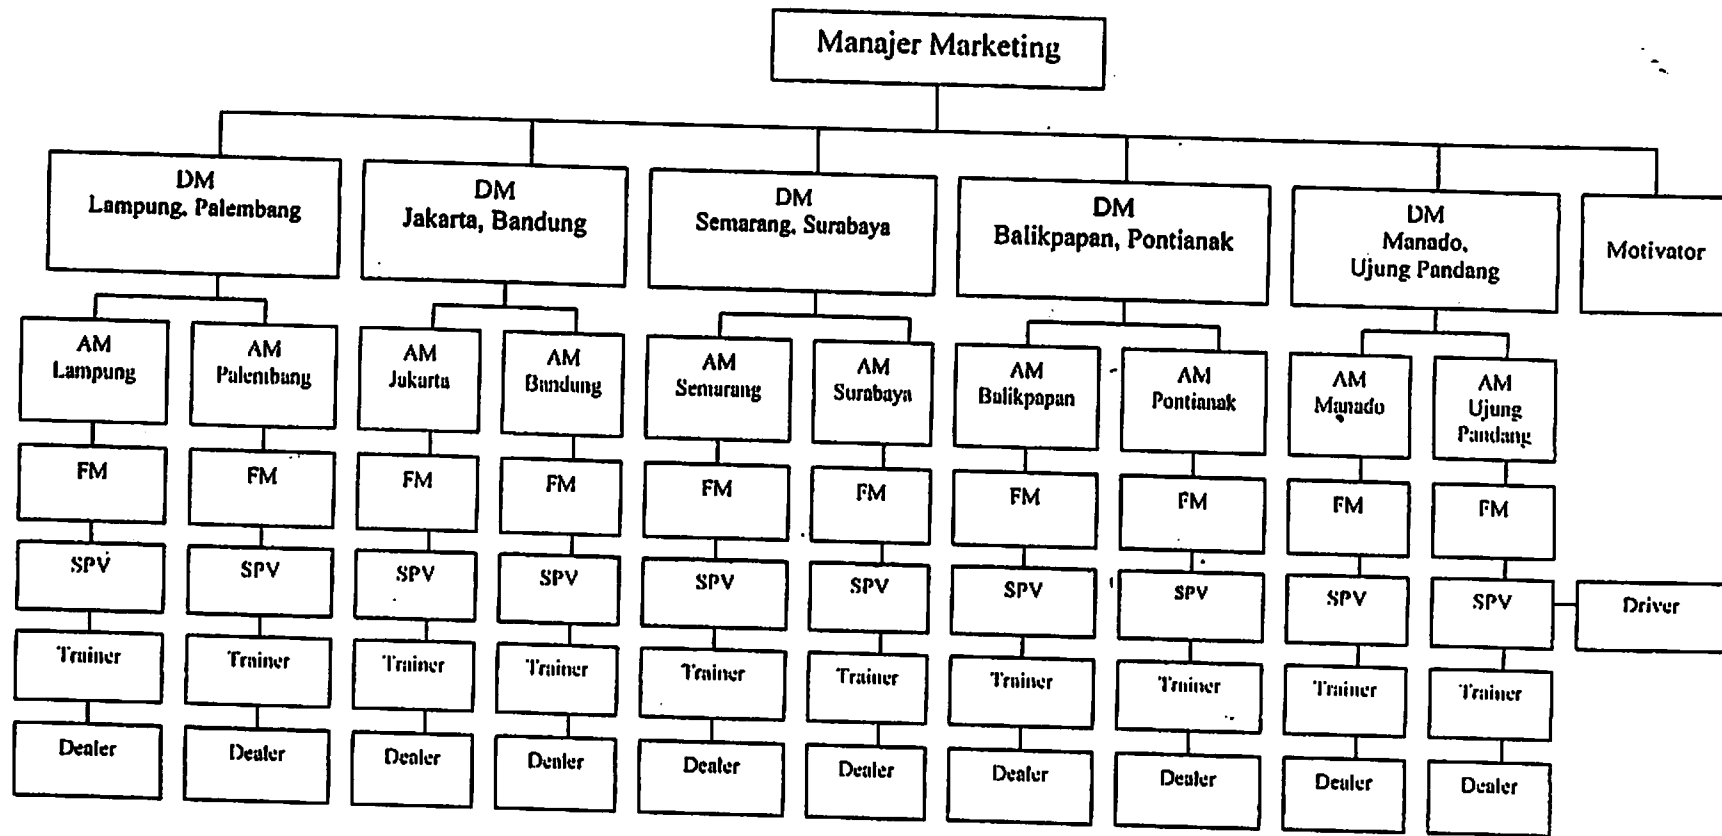 Manajer Marketing
DM
Lampung, Palembang
DM
Jakarta, Bandung
DM
Semarang, Surabaya
DM
Balikpapan, Pontianak
DM
Manado,
Ujung Pandang
Motivator
AM
Lampung
AM
Palembang
AM
Jakarta
AM
Bandung
AM
Semarang
AM
Surabaya
AM
Balikpapan
AM
Pontianak
AM
Manado
AM
Ujung
Pandang
FM
FM
FM
FM
FM
FM
FM
FM
FM
FM
SPV
SPV
SPV
SPV
SPV
SPV
SPV
SPV
SPV
SPV
Driver
Trainer
Trainer
Trainer
Trainer
Trainer
Trainer
Trainer
Trainer
Trainer
Trainer
Dealer
Dealer
Dealer
Dealer
Dealer
Dealer
Dealer
Dealer
Dealer
Dealer